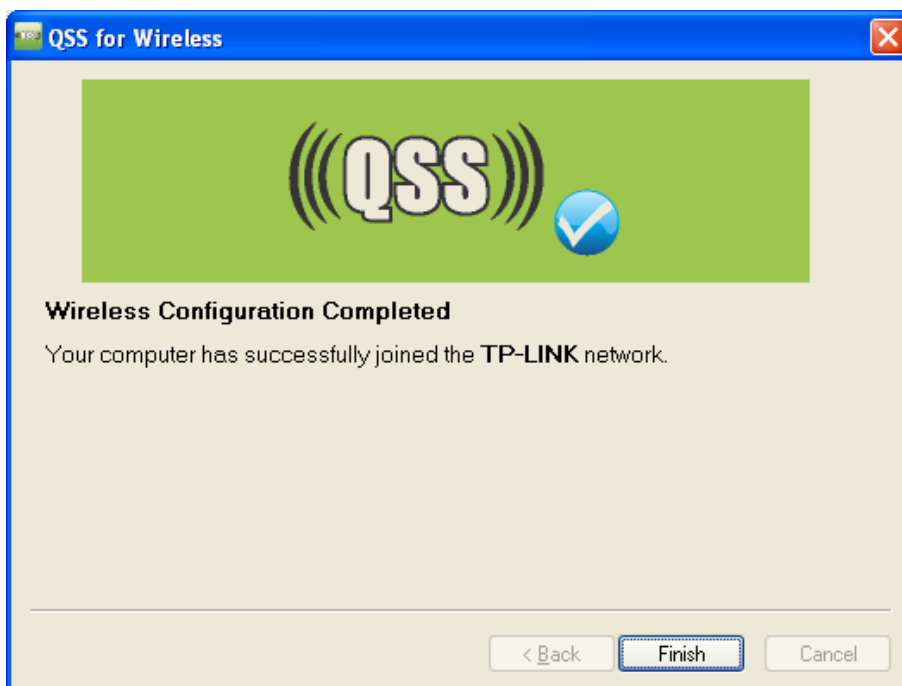 QSS for Wireless
(((QSS)))
Wireless Configuration Completed
Your computer has successfully joined the TP-LINK network.
< Back Finish Cancel